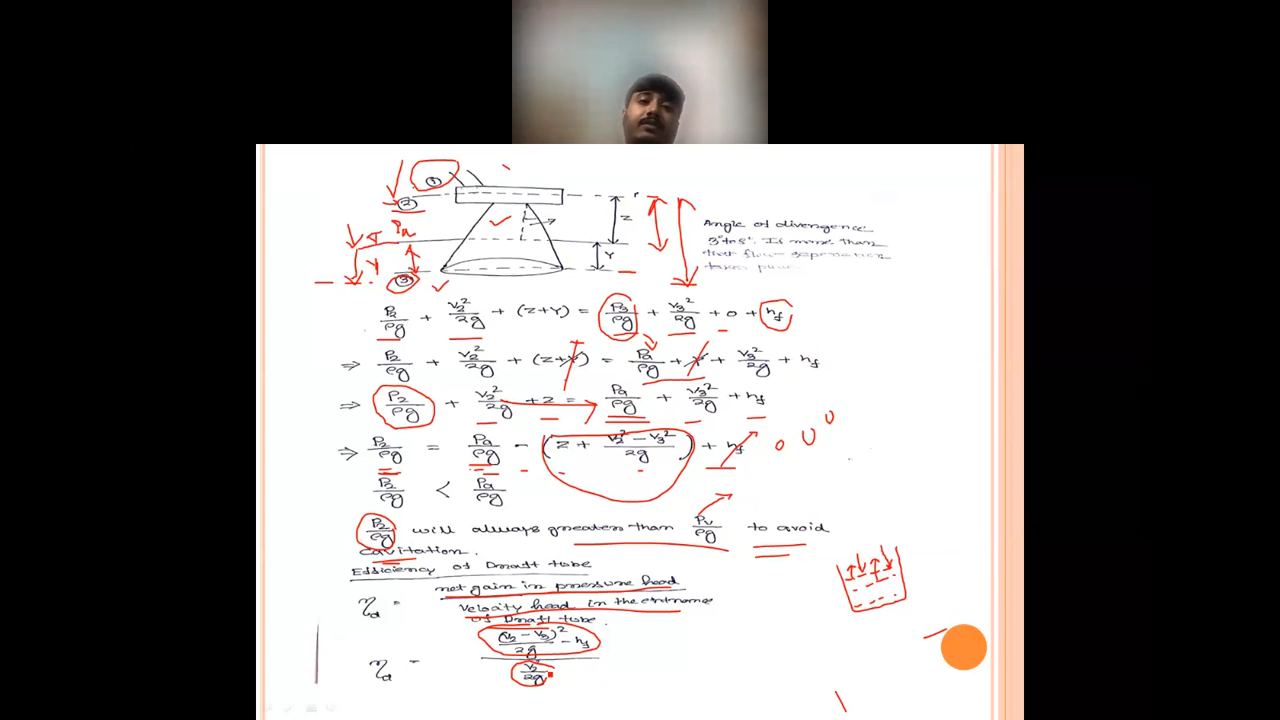 ①
②
Pa
Y
③
Z
Y
Angle of divergence
3° to 8°. Is more than
flow separation
P₂/ρg + V₂²/2g + (Z+Y) = P₃/ρg + V₃²/2g + 0 + hf
⇒ P₂/ρg + V₂²/2g + (Z+Y) = Pa/ρg + Y + V₃²/2g + hf
⇒ P₂/ρg + V₂²/2g + Z = Pa/ρg + V₃²/2g + hf
⇒ P₂/ρg = Pa/ρg - (Z + V₂² - V₃²/2g) + hf
P₂/ρg < Pa/ρg
P₂/ρg will always greater than Pv/ρg to avoid
cavitation.
Efficiency of Draft tube
ηd = net gain in pressure head
velocity head in the entrance
of Draft tube.
ηd = (V₂ - V₃)²/2g - hf
V₂²/2g